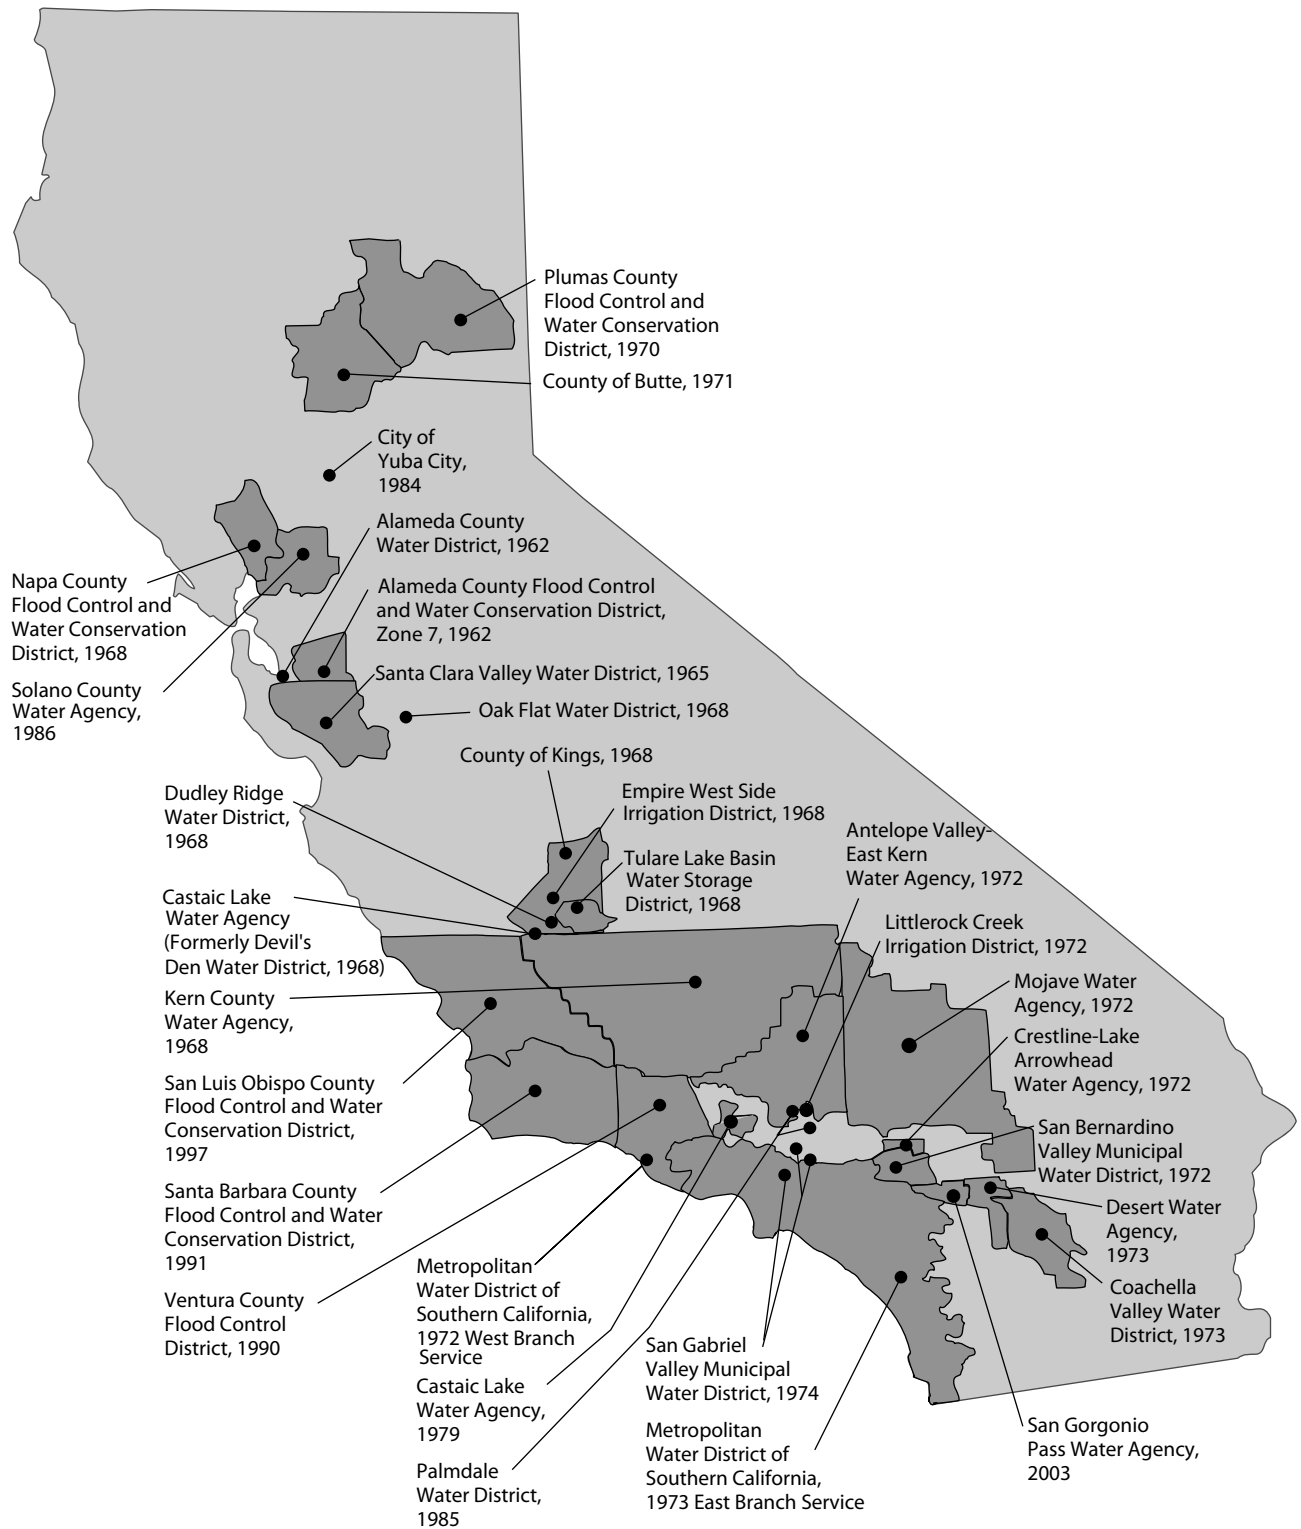 Plumas County
Flood Control and
Water Conservation
District, 1970
County of Butte, 1971
City of
Yuba City,
1984
Alameda County
Water District, 1962
Napa County
Flood Control and
Water Conservation
District, 1968
Alameda County Flood Control
and Water Conservation District,
Zone 7, 1962
Solano County
Water Agency,
1986
Santa Clara Valley Water District, 1965
Oak Flat Water District, 1968
County of Kings, 1968
Dudley Ridge
Water District,
1968
Empire West Side
Irrigation District, 1968
Antelope Valley-
East Kern
Water Agency, 1972
Tulare Lake Basin
Water Storage
District, 1968
Castaic Lake
Water Agency
(Formerly Devil's
Den Water District, 1968)
Littlerock Creek
Irrigation District, 1972
Kern County
Water Agency,
1968
Mojave Water
Agency, 1972
Crestline-Lake
Arrowhead
Water Agency, 1972
San Luis Obispo County
Flood Control and Water
Conservation District,
1997
San Bernardino
Valley Municipal
Water District, 1972
Santa Barbara County
Flood Control and Water
Conservation District,
1991
Desert Water
Agency,
1973
Metropolitan
Water District of
Southern California,
1972 West Branch
Service
Coachella
Valley Water
District, 1973
Ventura County
Flood Control
District, 1990
San Gabriel
Valley Municipal
Water District, 1974
Castaic Lake
Water Agency,
1979
Metropolitan
Water District of
Southern California,
1973 East Branch Service
San Gorgonio
Pass Water Agency,
2003
Palmdale
Water District,
1985